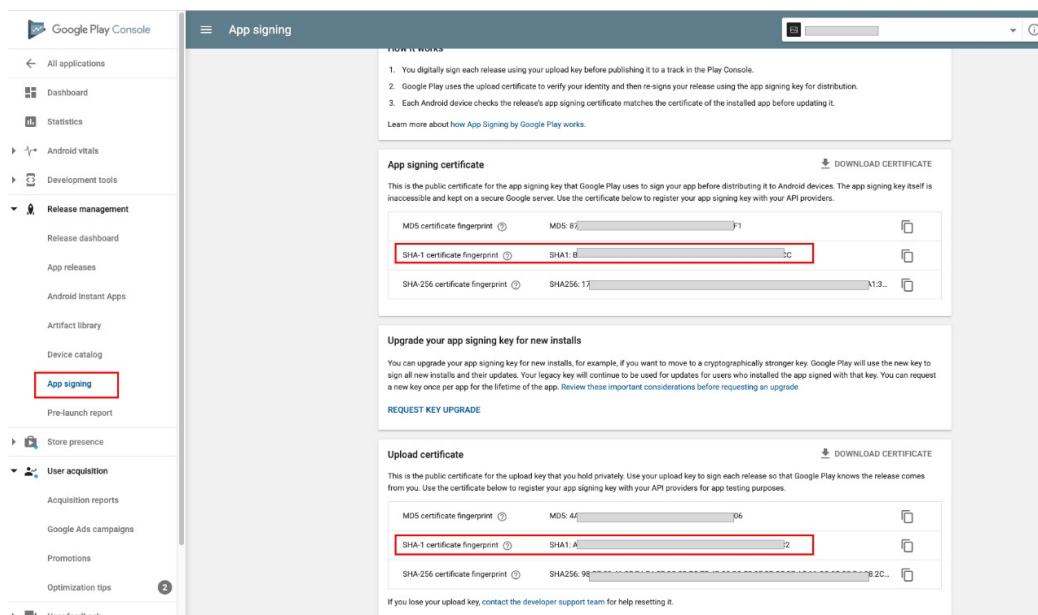 Google Play Console
All applications
Dashboard
Statistics
Android vitals
Development tools
Release management
Release dashboard
App releases
Android Instant Apps
Artifact library
Device catalog
App signing
Pre-launch report
Store presence
User acquisition
Acquisition reports
Google Ads campaigns
Promotions
Optimization tips 2
App signing
How it works
1. You digitally sign each release using your upload key before publishing it to a track in the Play Console.
2. Google Play uses the upload certificate to verify your identity and then re-signs your release using the app signing key for distribution.
3. Each Android device checks the release's app signing certificate matches the certificate of the installed app before updating it.
Learn more about how App Signing by Google Play works.
App signing certificate
DOWNLOAD CERTIFICATE
This is the public certificate for the app signing key that Google Play uses to sign your app before distributing it to Android devices. The app signing key itself is
inaccessible and kept on a secure Google server. Use the certificate below to register your app signing key with your API providers.
MD5 certificate fingerprint MD5: 87 F1
SHA-1 certificate fingerprint SHA1: B CC
SHA-256 certificate fingerprint SHA256: 17 A1:3...
Upgrade your app signing key for new installs
You can upgrade your app signing key for new installs, for example, if you want to move to a cryptographically stronger key. Google Play will use the new key to
sign all new installs and their updates. Your legacy key will continue to be used for updates for users who installed the app signed with that key. You can request
a new key once per app for the lifetime of the app. Review these important considerations before requesting an upgrade
REQUEST KEY UPGRADE
Upload certificate
DOWNLOAD CERTIFICATE
This is the public certificate for the upload key that you hold privately. Use your upload key to sign each release so that Google Play knows the release comes
from you. Use the certificate below to register your app signing key with your API providers for app testing purposes.
MD5 certificate fingerprint MD5: 4A 06
SHA-1 certificate fingerprint SHA1: A 2
SHA-256 certificate fingerprint SHA256: 8.2C...
If you lose your upload key, contact the developer support team for help resetting it.